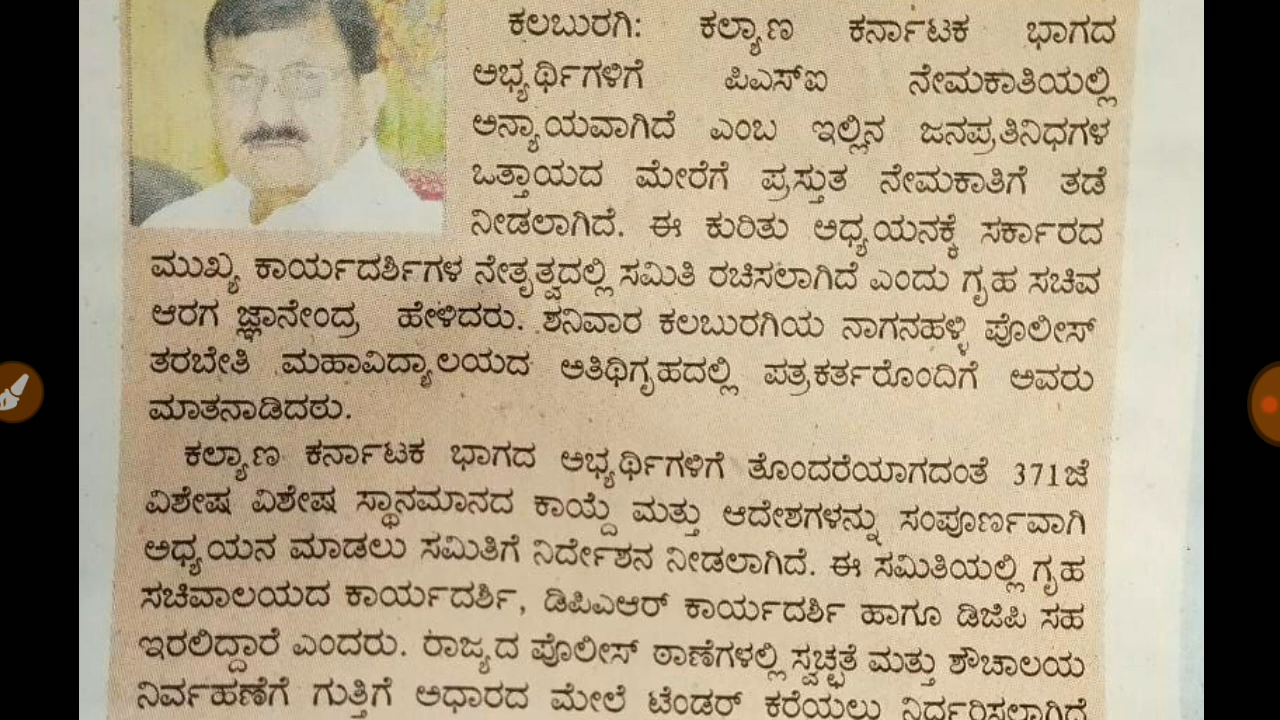 ಕಲಬುರಗಿ: ಕಲ್ಯಾಣ ಕರ್ನಾಟಕ ಭಾಗದ
ಅಭ್ಯರ್ಥಿಗಳಿಗೆ ಪಿಎಸ್ಐ ನೇಮಕಾತಿಯಲ್ಲಿ
ಅನ್ಯಾಯವಾಗಿದೆ ಎಂಬ ಇಲ್ಲಿನ ಜನಪ್ರತಿನಿಧಗಳ
ಒತ್ತಾಯದ ಮೇರೆಗೆ ಪ್ರಸ್ತುತ ನೇಮಕಾತಿಗೆ ತಡೆ
ನೀಡಲಾಗಿದೆ. ಈ ಕುರಿತು ಅಧ್ಯಯನಕ್ಕೆ ಸರ್ಕಾರದ
ಮುಖ್ಯ ಕಾರ್ಯದರ್ಶಿಗಳ ನೇತೃತ್ವದಲ್ಲಿ ಸಮಿತಿ ರಚಿಸಲಾಗಿದೆ ಎಂದು ಗೃಹ ಸಚಿವ
ಆರಗ ಜ್ಞಾನೇಂದ್ರ ಹೇಳಿದರು. ಶನಿವಾರ ಕಲಬುರಗಿಯ ನಾಗನಹಳ್ಳಿ ಪೊಲೀಸ್
ತರಬೇತಿ ಮಹಾವಿದ್ಯಾಲಯದ ಅತಿಥಿಗೃಹದಲ್ಲಿ ಪತ್ರಕರ್ತರೊಂದಿಗೆ ಅವರು
ಮಾತನಾಡಿದರು.
ಕಲ್ಯಾಣ ಕರ್ನಾಟಕ ಭಾಗದ ಅಭ್ಯರ್ಥಿಗಳಿಗೆ ತೊಂದರೆಯಾಗದಂತೆ 371ಜೆ
ವಿಶೇಷ ವಿಶೇಷ ಸ್ಥಾನಮಾನದ ಕಾಯ್ದೆ ಮತ್ತು ಆದೇಶಗಳನ್ನು ಸಂಪೂರ್ಣವಾಗಿ
ಅಧ್ಯಯನ ಮಾಡಲು ಸಮಿತಿಗೆ ನಿರ್ದೇಶನ ನೀಡಲಾಗಿದೆ. ಈ ಸಮಿತಿಯಲ್ಲಿ ಗೃಹ
ಸಚಿವಾಲಯದ ಕಾರ್ಯದರ್ಶಿ, ಡಿಪಿಎಆರ್ ಕಾರ್ಯದರ್ಶಿ ಹಾಗೂ ಡಿಜಿಪಿ ಸಹ
ಇರಲಿದ್ದಾರೆ ಎಂದರು. ರಾಜ್ಯದ ಪೊಲೀಸ್ ಠಾಣೆಗಳಲ್ಲಿ ಸ್ವಚ್ಛತೆ ಮತ್ತು ಶೌಚಾಲಯ
ನಿರ್ವಹಣೆಗೆ ಗುತ್ತಿಗೆ ಅಧಾರದ ಮೇಲೆ ಟೆಂಡರ್ ಕರೆಯಲು ನಿರ್ದರಿಸಲಾಗಿದೆ